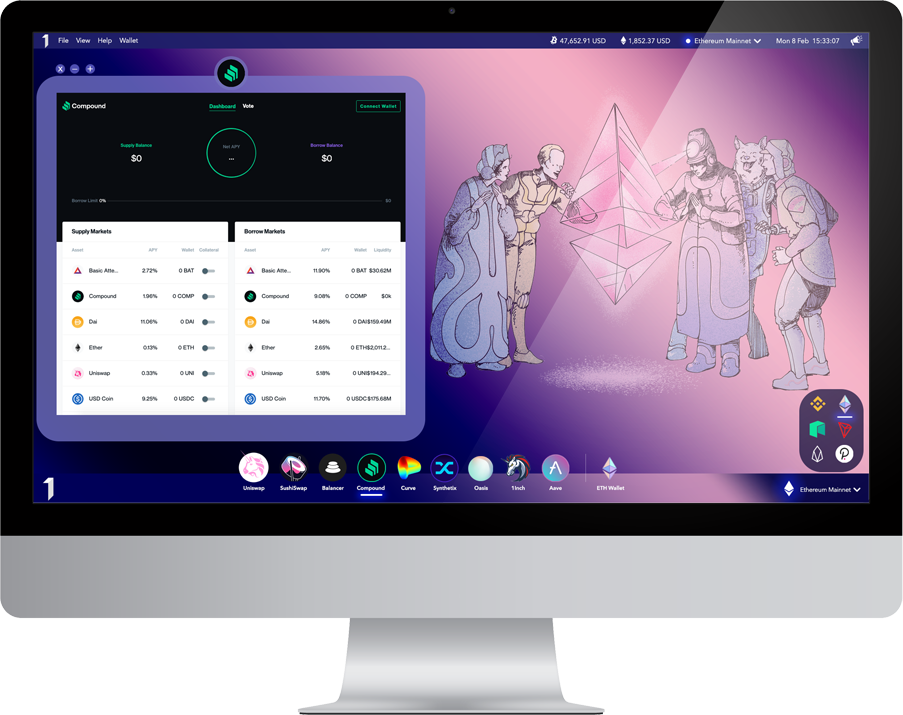 File View Help Wallet 47,652.91 USD 1,852.37 USD Ethereum Mainnet Mon 8 Feb 15:33:07
Compound Dashboard Vote Connect Wallet
Supply Balance Net APY Borrow Balance
$0 ... $0
Borrow Limit 0% $0
Supply Markets
Asset APY Wallet Collateral
Basic Atte... 2.72% 0 BAT
Compound 1.96% 0 COMP
Dai 11.06% 0 DAI
Ether 0.13% 0 ETH
Uniswap 0.33% 0 UNI
USD Coin 9.25% 0 USDC
Borrow Markets
Asset APY Wallet Liquidity
Basic Atte... 11.90% 0 BAT $30.62M
Compound 9.08% 0 COMP $0k
Dai 14.86% 0 DAI $159.49M
Ether 2.65% 0 ETH $2,011.2...
Uniswap 5.18% 0 UNI $194.29...
USD Coin 11.70% 0 USDC $175.68M
Uniswap SushiSwap Balancer Compound Curve Synthetix Oasis 1Inch Aave ETH Wallet
Ethereum Mainnet